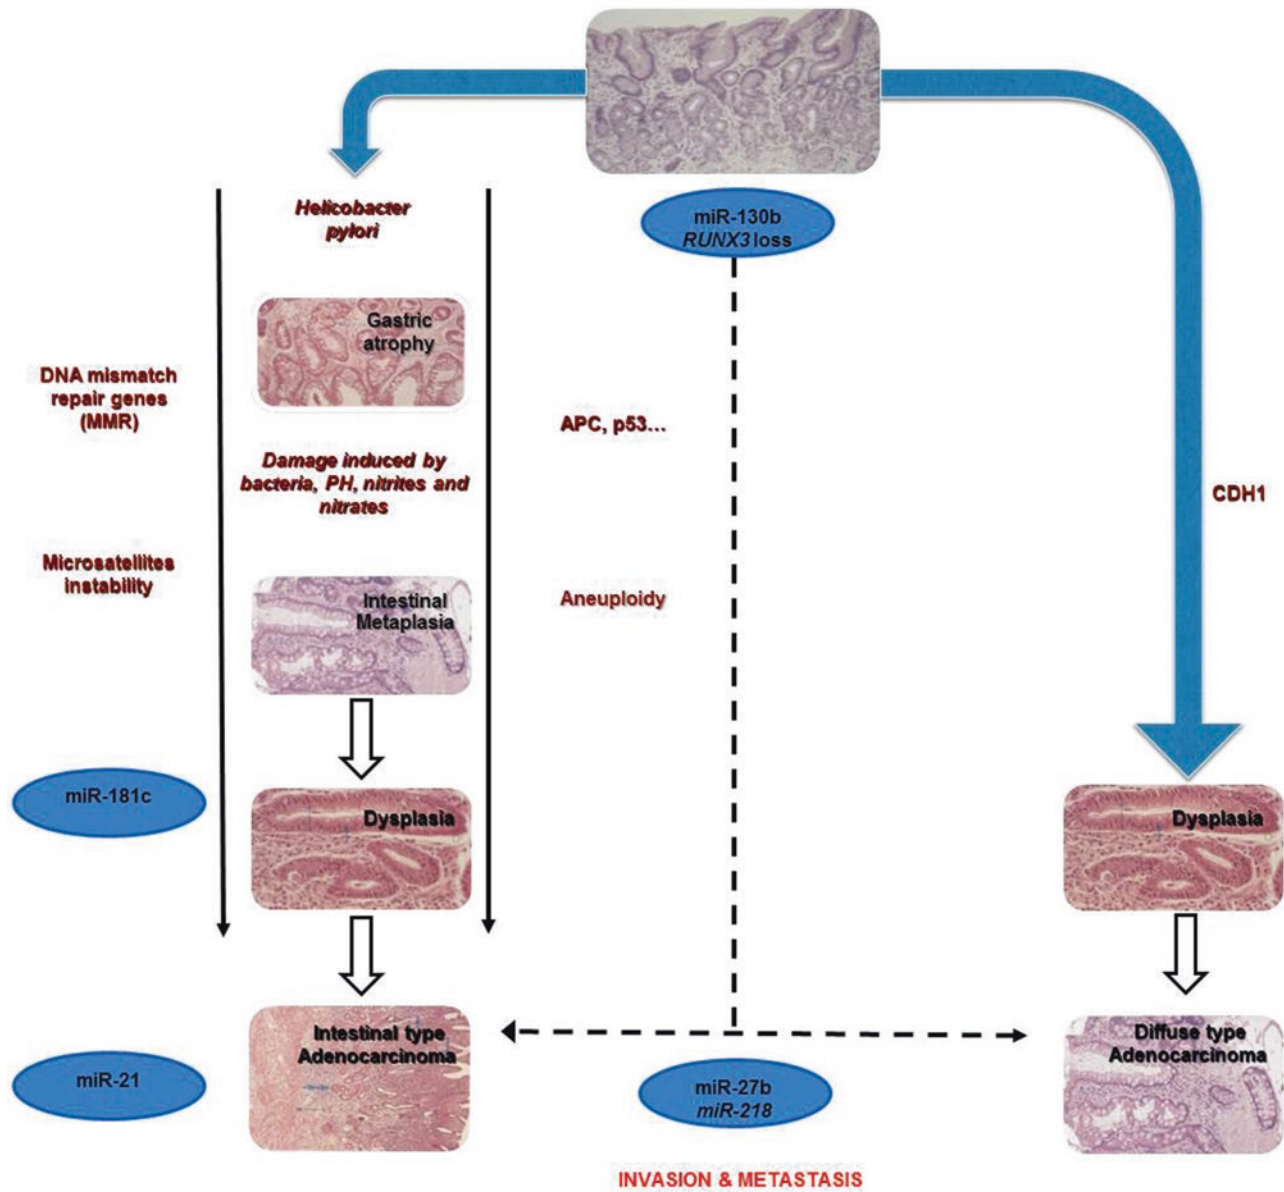 Helicobacter
pylori
miR-130b
RUNX3 loss
Gastric
atrophy
DNA mismatch
repair genes
(MMR)
APC, p53...
Damage induced by
bacteria, PH, nitrites and
nitrates
CDH1
Microsatellites
instability
Intestinal
Metaplasia
Aneuploidy
miR-181c
Dysplasia
Dysplasia
Intestinal type
Adenocarcinoma
Diffuse type
Adenocarcinoma
miR-21
miR-27b
miR-218
INVASION & METASTASIS